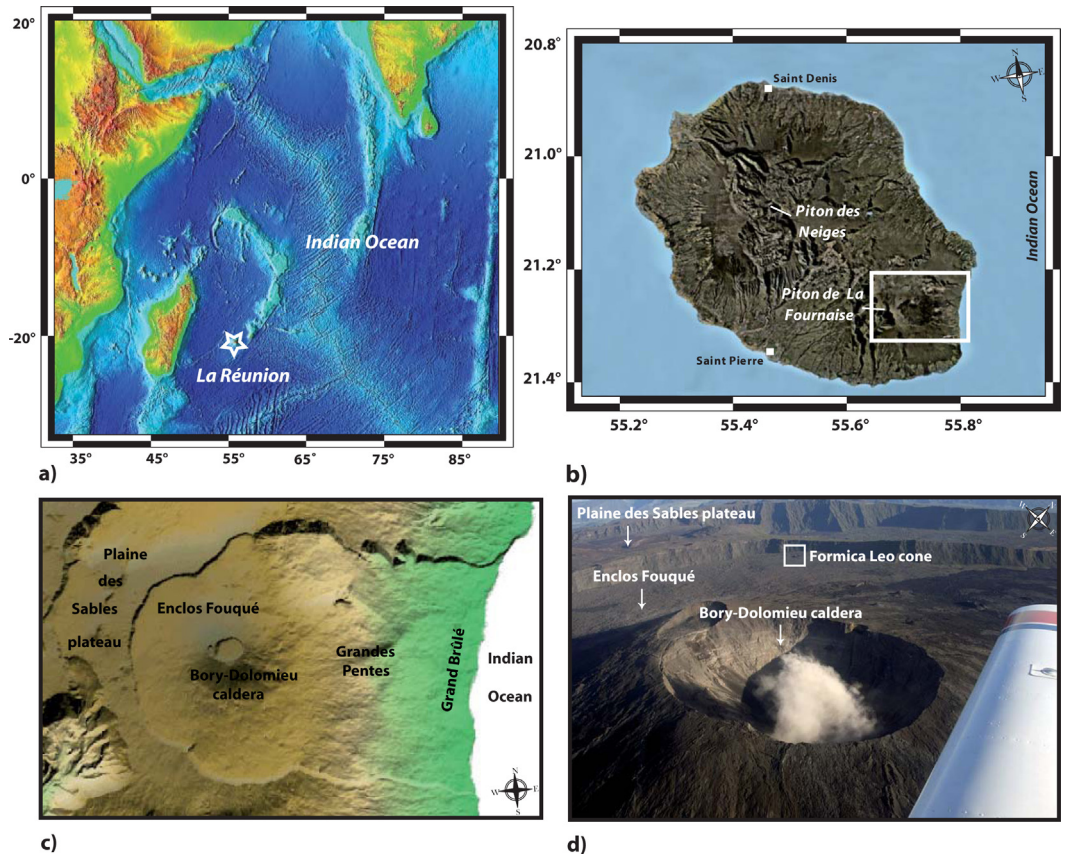 20°
0°
-20°
Indian Ocean
La Réunion
35°
45°
55°
65°
75°
85°
a)
20.8°
21.0°
21.2°
21.4°
Saint Denis
N
W
E
S
Piton des
Neiges
Piton de La
Fournaise
Saint Pierre
Indian Ocean
55.2°
55.4°
55.6°
55.8°
b)
Plaine
des
Sables
plateau
Enclos Fouqué
Bory-Dolomieu
caldera
Grandes
Pentes
Grand Brûlé
Indian
Ocean
N
W
E
S
c)
Plaine des Sables plateau
Formica Leo cone
Enclos Fouqué
Bory-Dolomieu caldera
d)